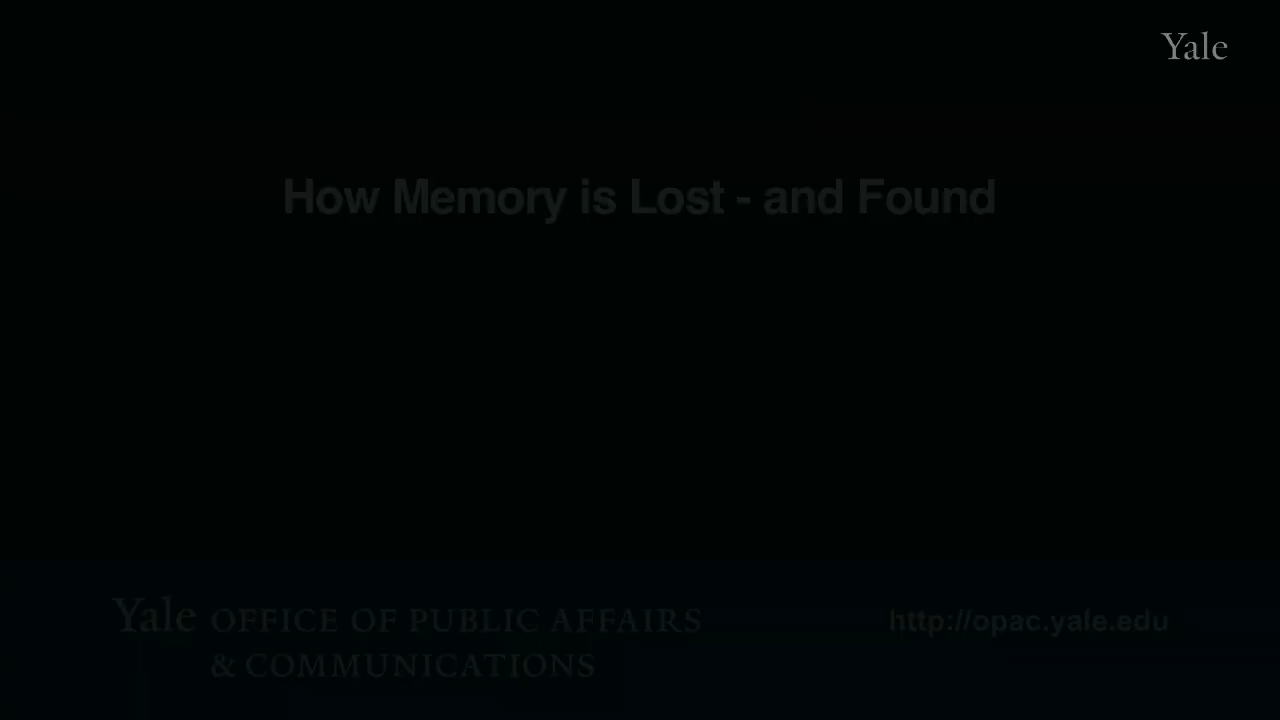 Yale
How Memory is Lost - and Found
Yale OFFICE OF PUBLIC AFFAIRS
& COMMUNICATIONS
http://opac.yale.edu